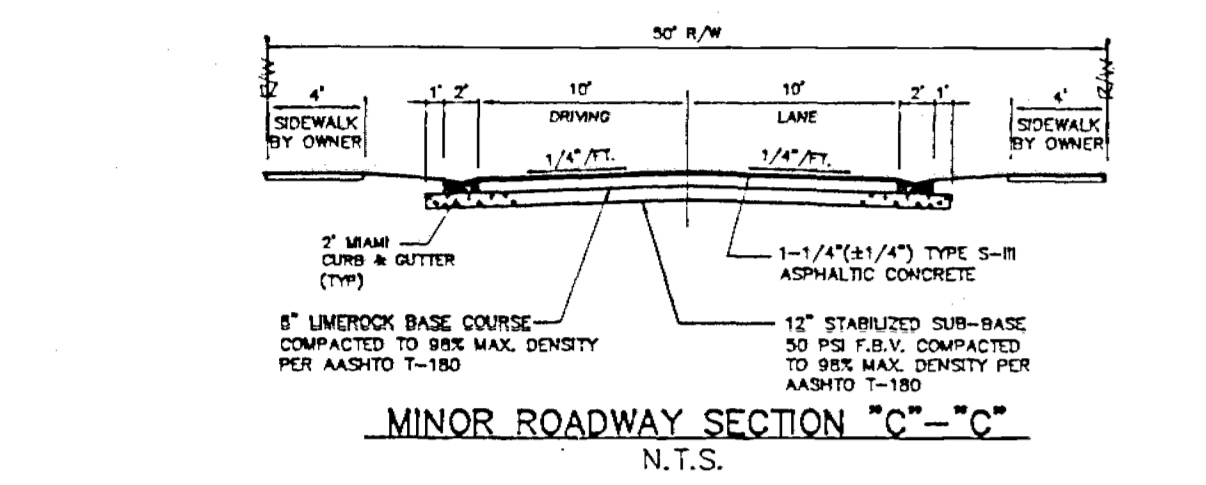 50' R/W
4' 1' 2' 10' 10' 2' 1' 4'
SIDEWALK
BY OWNER
DRIVING LANE
SIDEWALK
BY OWNER
1/4"/FT. 1/4"/FT.
2' MIAMI
CURB & GUTTER
(TYP)
1-1/4"(±1/4") TYPE S-III
ASPHALTIC CONCRETE
LIMEROCK BASE COURSE
COMPACTED TO 98% MAX. DENSITY
PER AASHTO T-180
12" STABILIZED SUB-BASE
50 PSI F.B.V. COMPACTED
TO 98% MAX. DENSITY PER
AASHTO T-180
MINOR ROADWAY SECTION "C"-"C"
N.T.S.